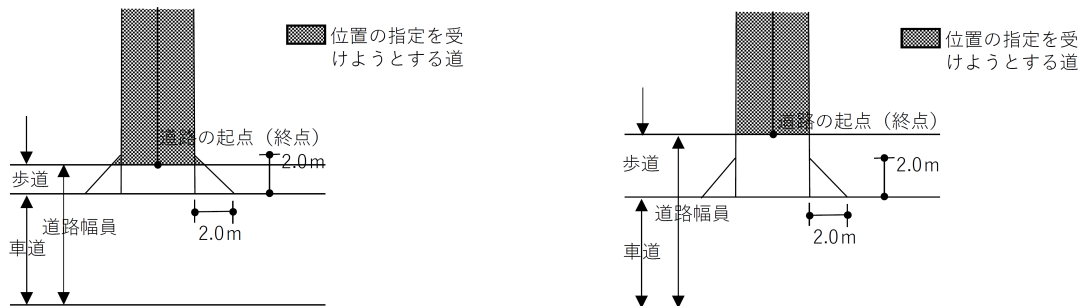 位置の指定を受
けようとする道
道路の起点（終点）
2.0m
歩道
道路幅員
2.0m
車道
位置の指定を受
けようとする道
道路の起点（終点）
歩道
2.0m
道路幅員
2.0m
車道